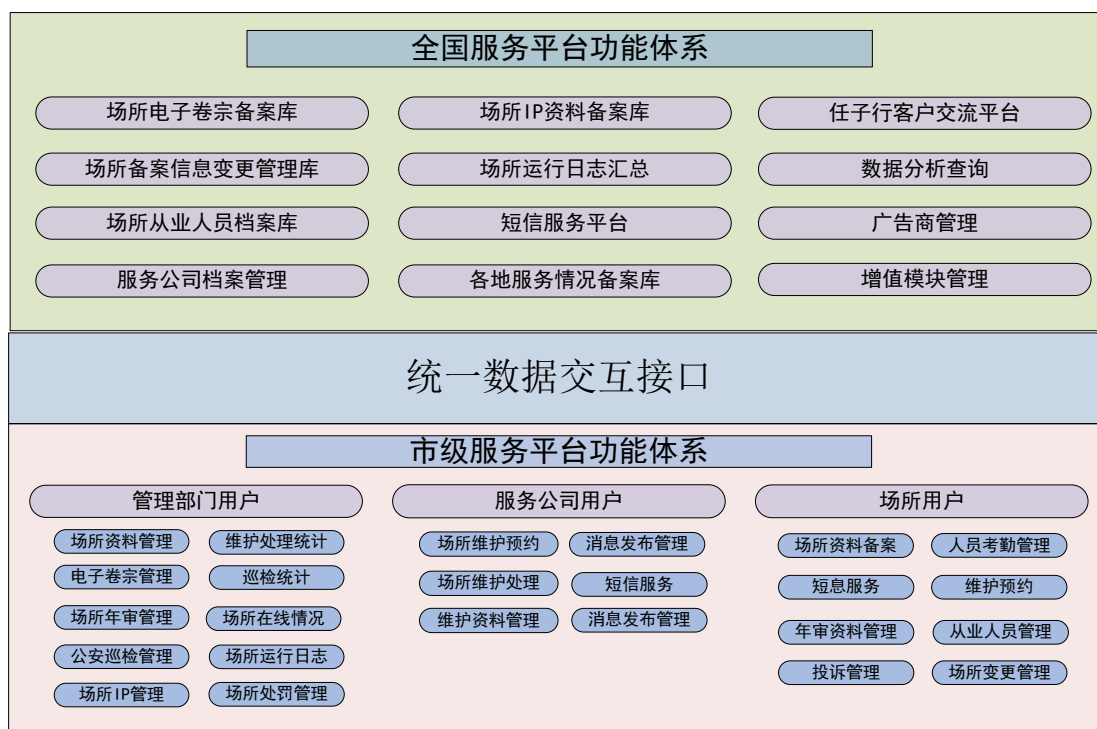 全国服务平台功能体系
场所电子卷宗备案库
场所IP资料备案库
任子行客户交流平台
场所备案信息变更管理库
场所运行日志汇总
数据分析查询
场所从业人员档案库
短信服务平台
广告商管理
服务公司档案管理
各地服务情况备案库
增值模块管理
统一数据交互接口
市级服务平台功能体系
管理部门用户
场所资料管理
维护处理统计
电子卷宗管理
巡检统计
场所年审管理
场所在线情况
公安巡检管理
场所运行日志
场所IP管理
场所处罚管理
服务公司用户
场所维护预约
消息发布管理
场所维护处理
短信服务
维护资料管理
消息发布管理
场所用户
场所资料备案
人员考勤管理
短息服务
维护预约
年审资料管理
从业人员管理
投诉管理
场所变更管理